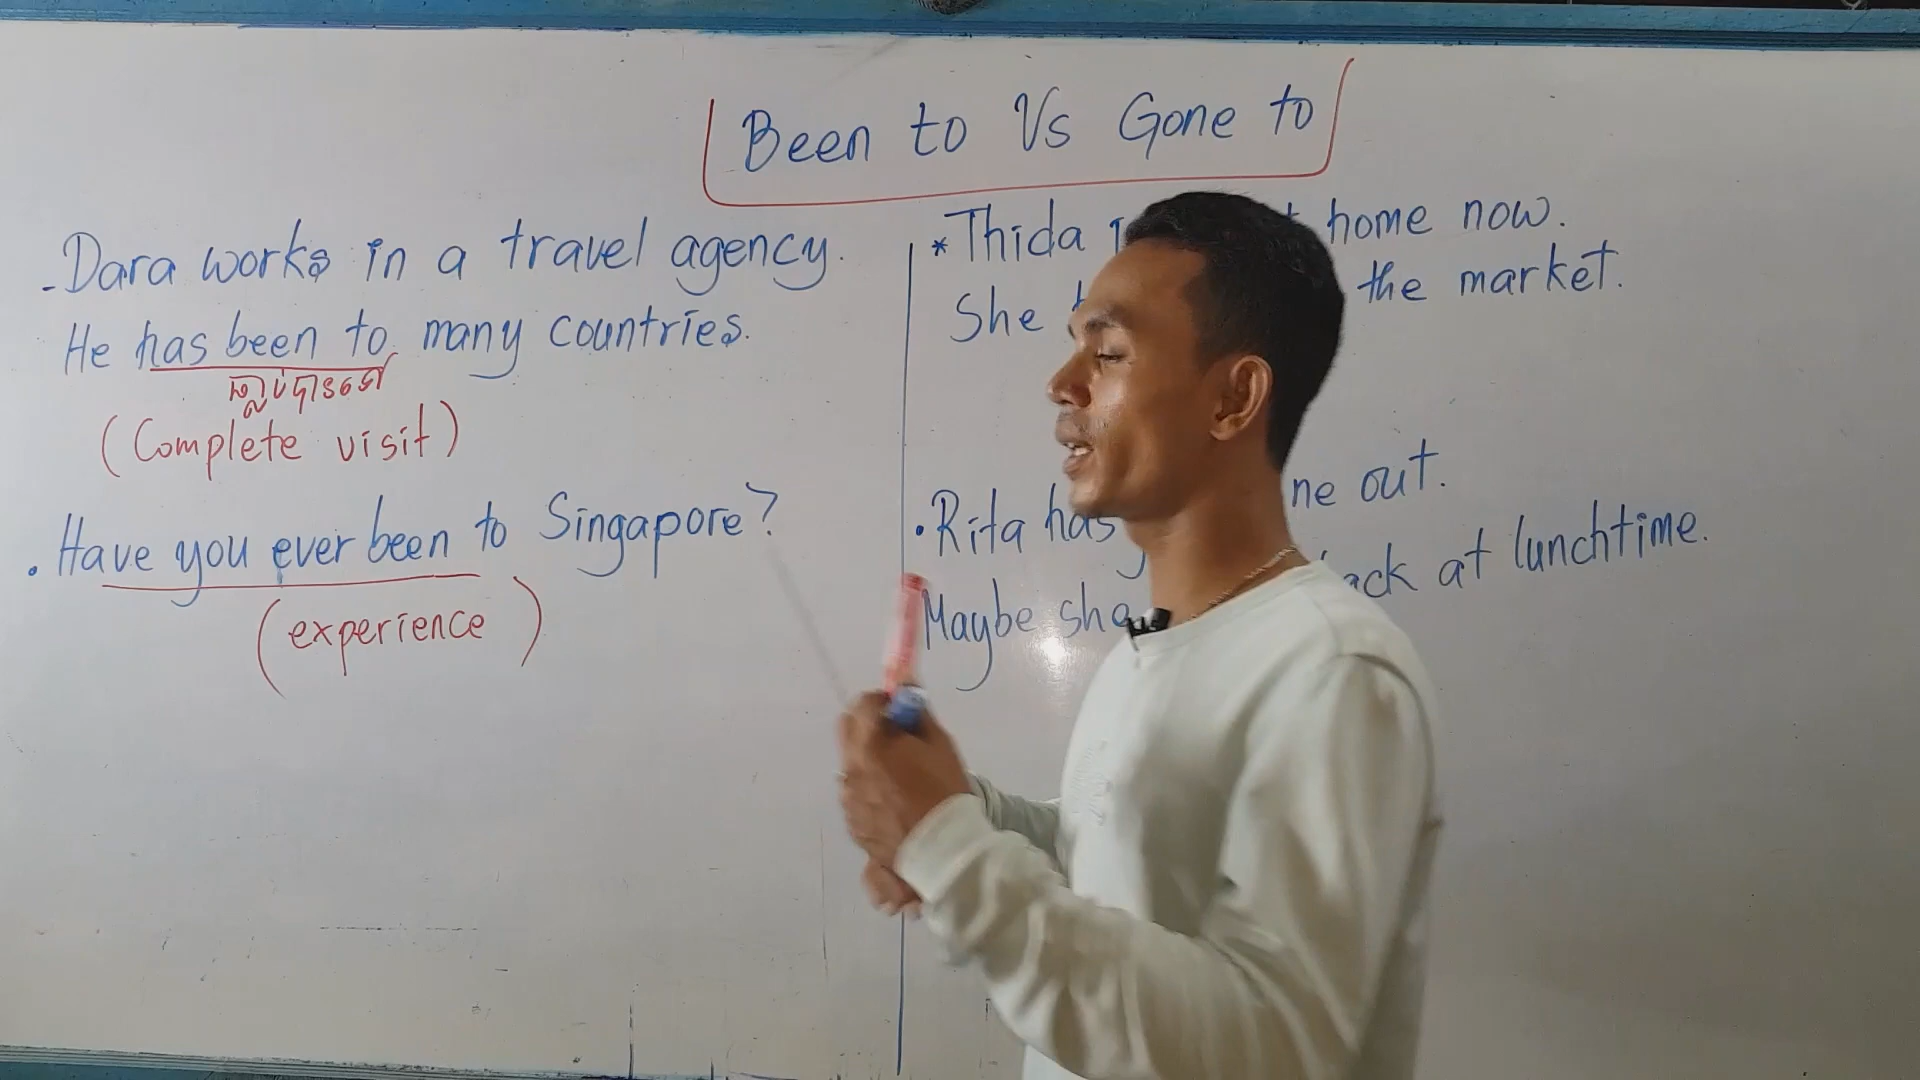 Been to Vs Gone to
- Dara works in a travel agency.
He has been to many countries.
ធ្លាប់បានទៅ
(Complete visit)
. Have you ever been to Singapore?
(experience)
* Thida home now.
She the market.
• Rita has out.
Maybe she at lunchtime.